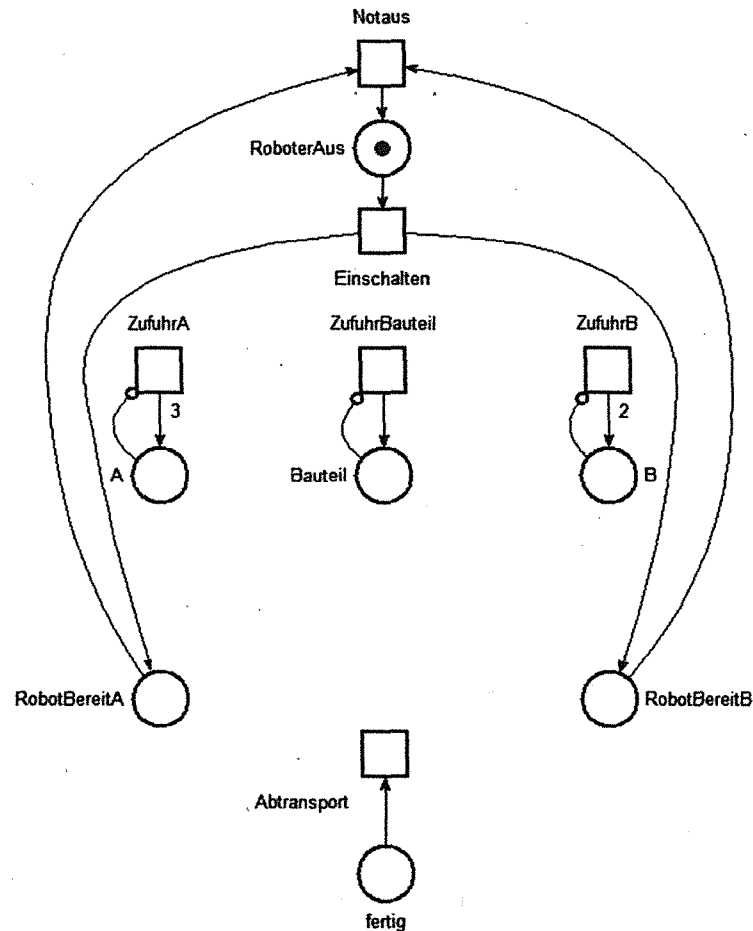 Notaus
RoboterAus
Einschalten
ZufuhrA
ZufuhrBauteil
ZufuhrB
3
2
A
Bauteil
B
RobotBereitA
RobotBereitB
Abtransport
fertig